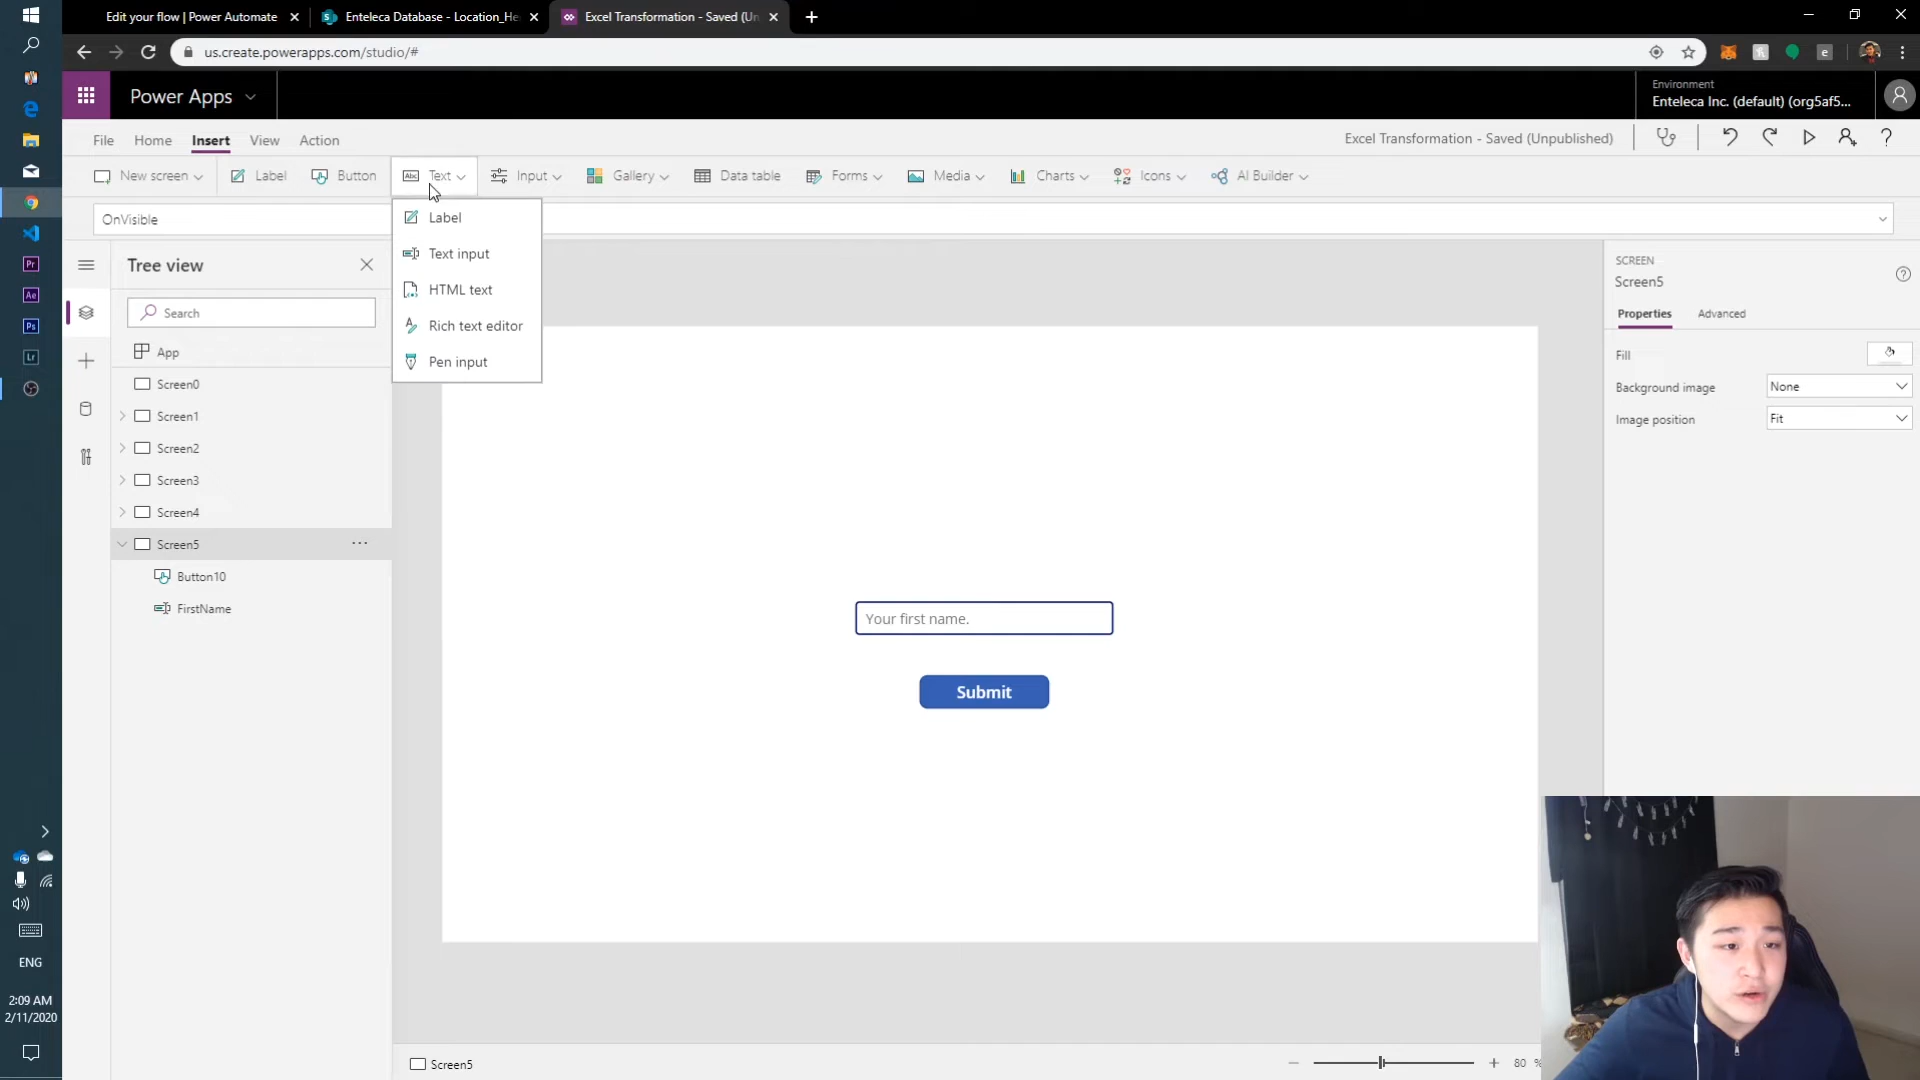 Edit your flow | Power Automate
Enteleca Database - Location_He
Excel Transformation - Saved (Un
us.create.powerapps.com/studio/#
Power Apps
Environment
Enteleca Inc. (default) (org5af5...
File Home Insert View Action
Excel Transformation - Saved (Unpublished)
New screen Label Button Text Input Gallery Data table Forms Media Charts Icons AI Builder
OnVisible
Label
Text input
HTML text
Rich text editor
Pen input
Tree view
Search
App
Screen0
Screen1
Screen2
Screen3
Screen4
Screen5
Button10
FirstName
Your first name.
Submit
SCREEN
Screen5
Properties Advanced
Fill
Background image None
Image position Fit
Screen5
80 %
Pr
Ae
Ps
Lr
ENG
2:09 AM
2/11/2020